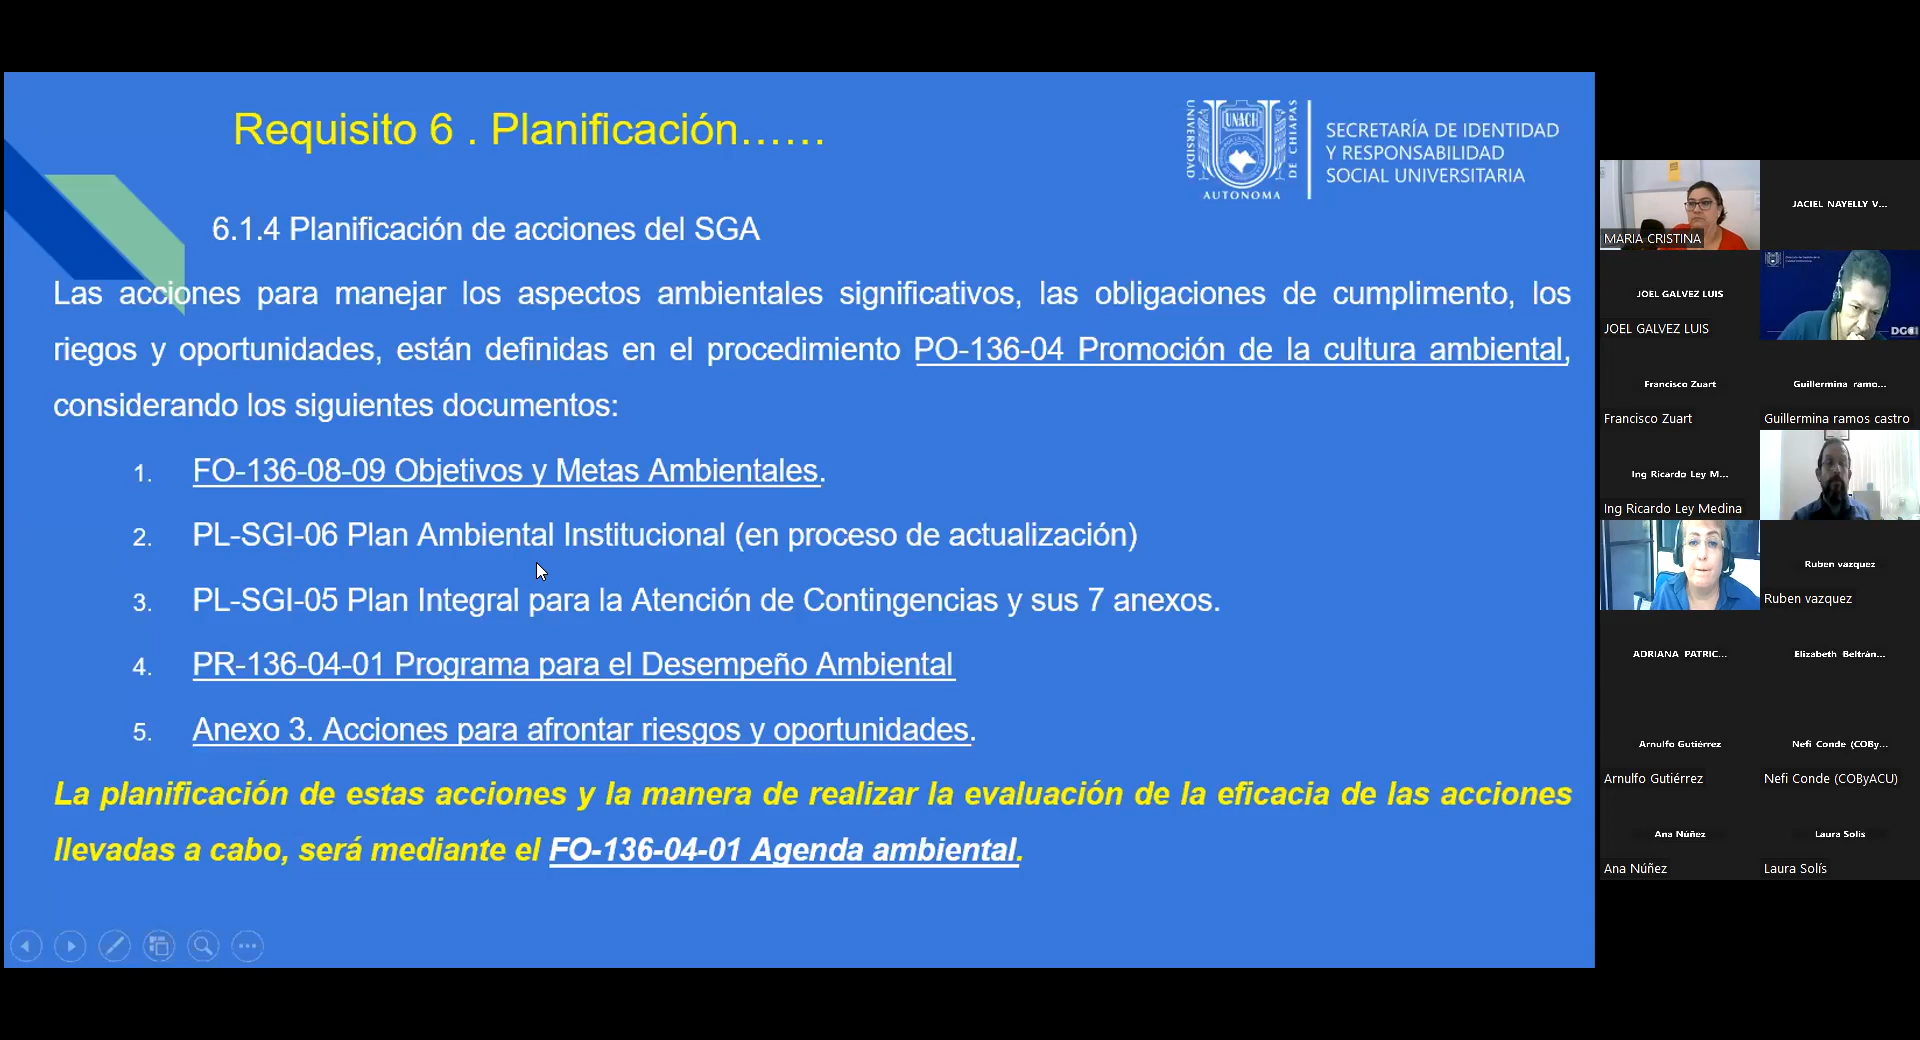 Requisito 6 . Planificación......
UNACH
UNIVERSIDAD
DE CHIAPAS
AUTONOMA
SECRETARÍA DE IDENTIDAD
Y RESPONSABILIDAD
SOCIAL UNIVERSITARIA
6.1.4 Planificación de acciones del SGA
Las acciones para manejar los aspectos ambientales significativos, las obligaciones de cumplimento, los
riegos y oportunidades, están definidas en el procedimiento PO-136-04 Promoción de la cultura ambiental,
considerando los siguientes documentos:
1. FO-136-08-09 Objetivos y Metas Ambientales.
2. PL-SGI-06 Plan Ambiental Institucional (en proceso de actualización)
3. PL-SGI-05 Plan Integral para la Atención de Contingencias y sus 7 anexos.
4. PR-136-04-01 Programa para el Desempeño Ambiental
5. Anexo 3. Acciones para afrontar riesgos y oportunidades.
La planificación de estas acciones y la manera de realizar la evaluación de la eficacia de las acciones
llevadas a cabo, será mediante el FO-136-04-01 Agenda ambiental.
MARIA CRISTINA
JACIEL NAYELLY V...
JOEL GALVEZ LUIS
JOEL GALVEZ LUIS
DGCI
Francisco Zuart
Francisco Zuart
Guillermina ramo...
Guillermina ramos castro
Ing Ricardo Ley M...
Ing Ricardo Ley Medina
Ruben vazquez
Ruben vazquez
ADRIANA PATRIC...
Elizabeth Beltrán...
Arnulfo Gutiérrez
Arnulfo Gutiérrez
Nefi Conde (COBy...
Nefi Conde (COByACU)
Ana Núñez
Ana Núñez
Laura Solís
Laura Solís